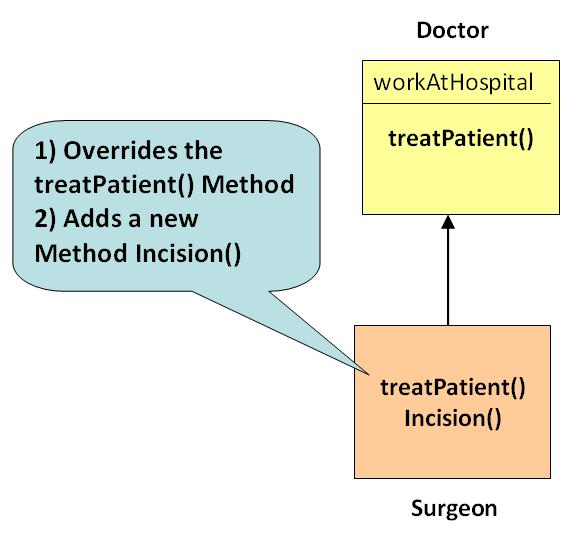 Doctor
workAtHospital
treatPatient()
1) Overrides the
treatPatient() Method
2) Adds a new
Method Incision()
treatPatient()
Incision()
Surgeon